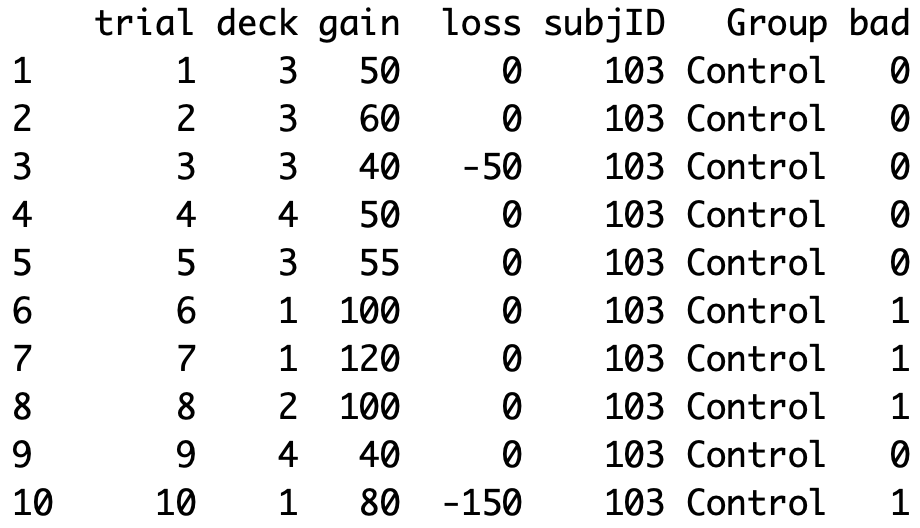 trial deck gain loss subjID Group bad
1 1 3 50 0 103 Control 0
2 2 3 60 0 103 Control 0
3 3 3 40 -50 103 Control 0
4 4 4 50 0 103 Control 0
5 5 3 55 0 103 Control 0
6 6 1 100 0 103 Control 1
7 7 1 120 0 103 Control 1
8 8 2 100 0 103 Control 1
9 9 4 40 0 103 Control 0
10 10 1 80 -150 103 Control 1